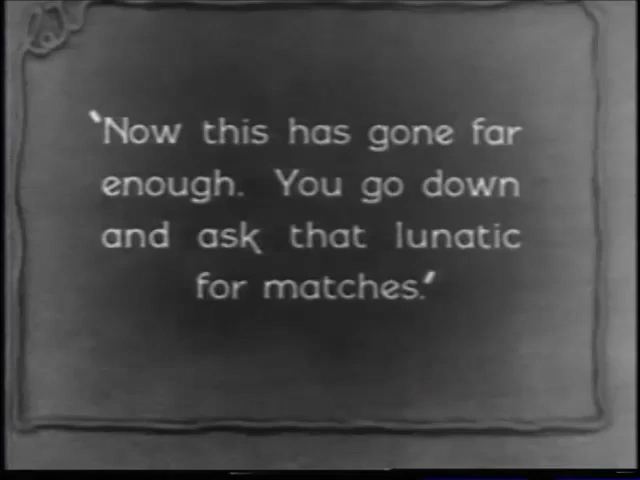 'Now this has gone far
enough. You go down
and ask that lunatic
for matches.'